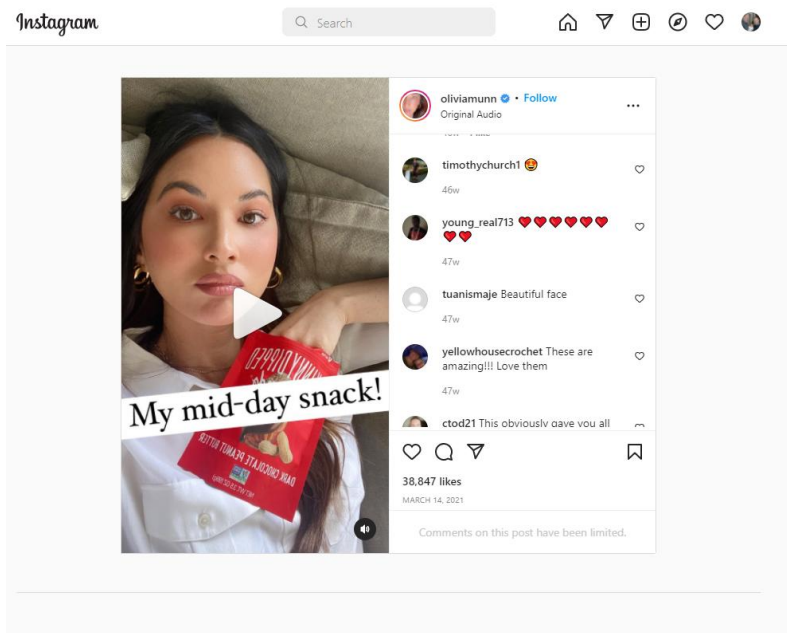 Instagram
Search
oliviamunn • Follow
Original Audio
timothychurch1 🤩
46w
young_real713 ❤❤❤❤❤❤
❤❤
47w
tuanismaje Beautiful face
47w
yellowhousecrochet These are
amazing!!! Love them
47w
ctod21 This obviously gave you all
My mid-day snack!
DARK CHOCOLATE PEANUT BUTTER
38,847 likes
MARCH 14, 2021
Comments on this post have been limited.